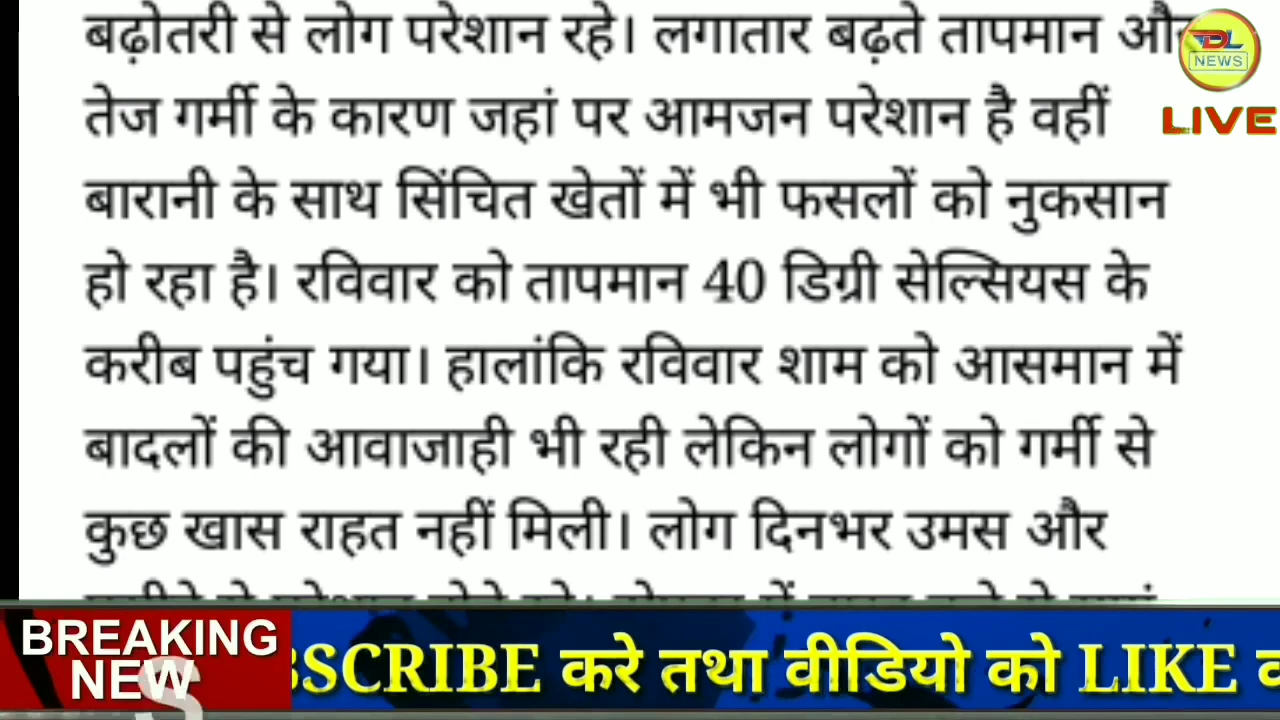 बढ़ोतरी से लोग परेशान रहे। लगातार बढ़ते तापमान और
तेज गर्मी के कारण जहां पर आमजन परेशान है वहीं
बारानी के साथ सिंचित खेतों में भी फसलों को नुकसान
हो रहा है। रविवार को तापमान 40 डिग्री सेल्सियस के
करीब पहुंच गया। हालांकि रविवार शाम को आसमान में
बादलों की आवाजाही भी रही लेकिन लोगों को गर्मी से
कुछ खास राहत नहीं मिली। लोग दिनभर उमस और
TDL
NEWS
LIVE
BREAKING
NEW
S
BSCRIBE करे तथा वीडियो को LIKE